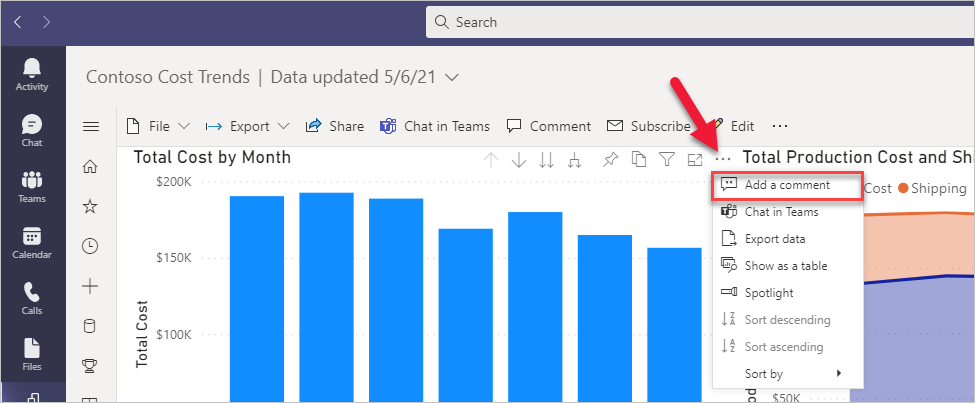 Search
Activity
Chat
Teams
Calendar
Calls
Files
Contoso Cost Trends | Data updated 5/6/21
File
Export
Share
Chat in Teams
Comment
Subscribe
Edit
Total Cost by Month
Total Cost
$200K
$150K
$100K
Add a comment
Chat in Teams
Export data
Show as a table
Spotlight
Sort descending
Sort ascending
Sort by
Total Production Cost and Shi
Cost
Shipping
$50K